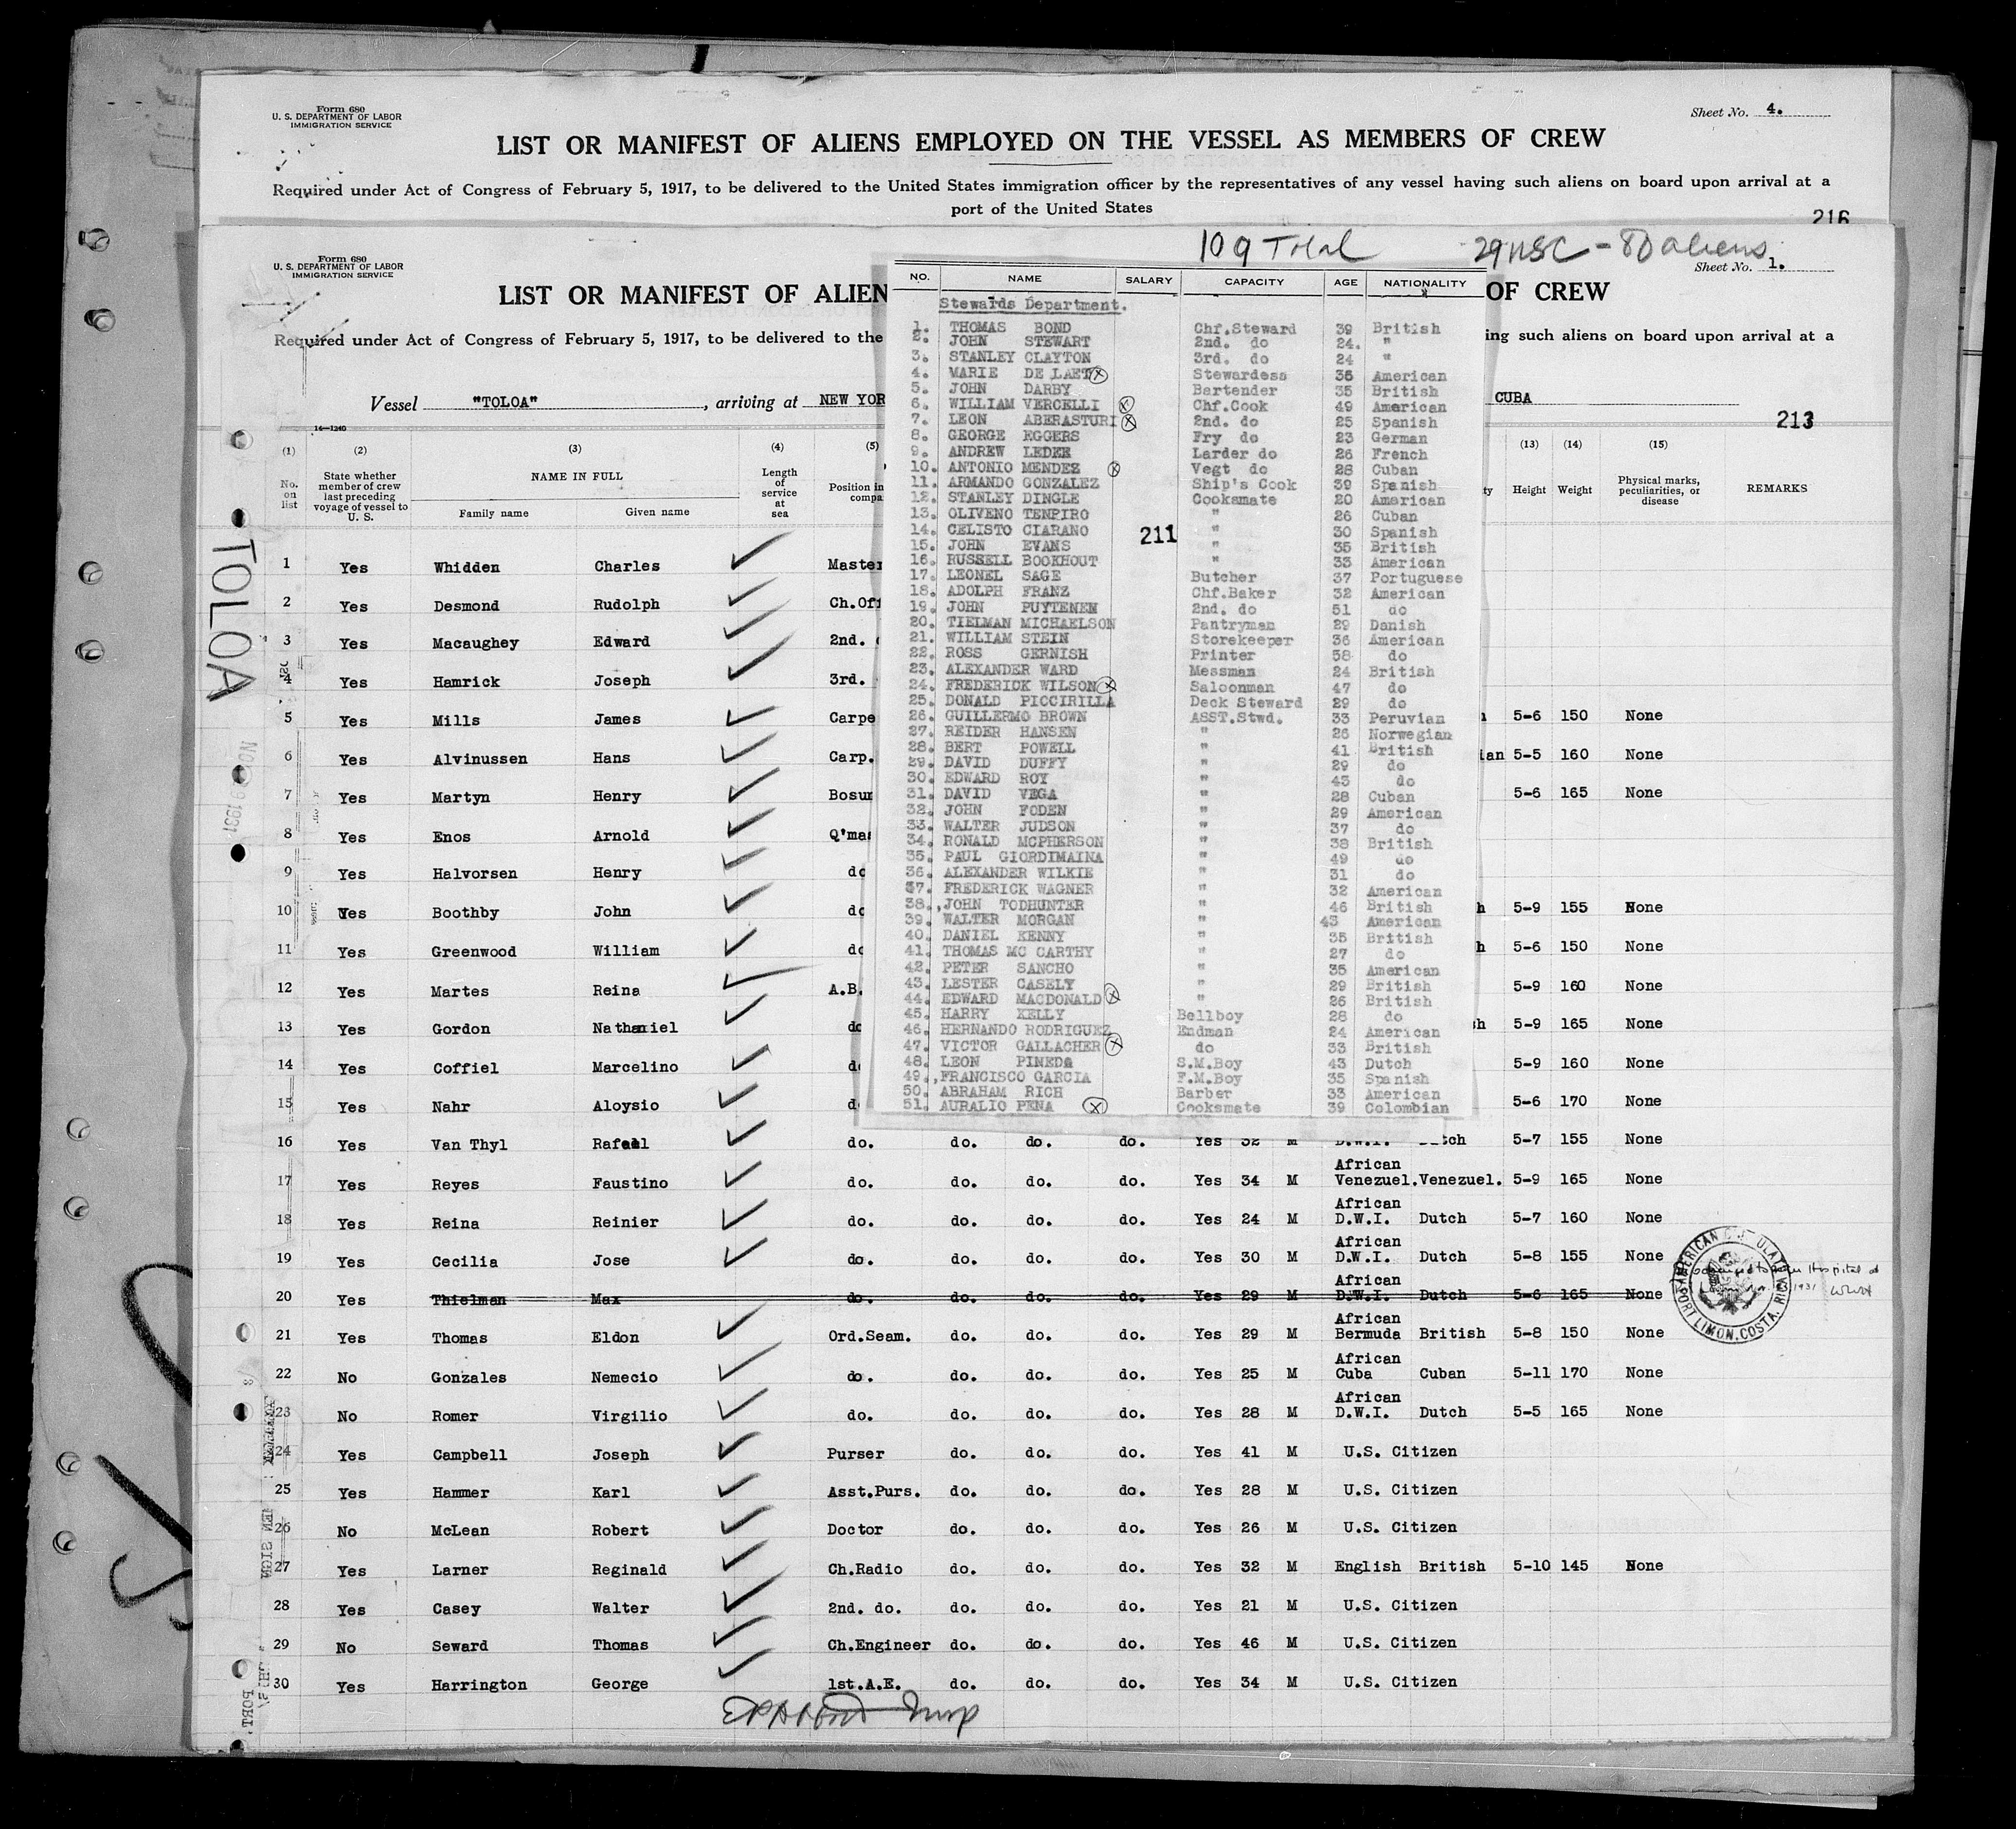 Form 680
U. S. DEPARTMENT OF LABOR
IMMIGRATION SERVICE
Sheet No. 4.
LIST OR MANIFEST OF ALIENS EMPLOYED ON THE VESSEL AS MEMBERS OF CREW
Required under Act of Congress of February 5, 1917, to be delivered to the United States immigration officer by the representatives of any vessel having such aliens on board upon arrival at a
port of the United States
216
109 Total 29 USC - 80 aliens
Form 680
U. S. DEPARTMENT OF LABOR
IMMIGRATION SERVICE
Sheet No. 1.
LIST OR MANIFEST OF ALIEN
OF CREW
Required under Act of Congress of February 5, 1917, to be delivered to the
ing such aliens on board upon arrival at a
Vessel "TOLOA", arriving at NEW YOR
CUBA
213
14-1240
(1) (2) (3) (4) (5) (13) (14) (15)
No. on list
State whether member of crew last preceding voyage of vessel to U. S.
NAME IN FULL
Family name Given name
Length of service at sea
Position in compa
Height Weight
Physical marks, peculiarities, or disease
REMARKS
NO. NAME SALARY CAPACITY AGE NATIONALITY
Stewards Department.
1. THOMAS BOND Chf.Steward 39 British
2. JOHN STEWART 2nd. do 24. "
3. STANLEY CLAYTON 3rd. do 24 "
4. MARIE DE LAET Stewardess 36 American
5. JOHN DARBY Bartender 35 British
6. WILLIAM VERCELLI Chf.Cook 49 American
7. LEON ABERASTURI 2nd. do 25 Spanish
8. GEORGE EGGERS Fry do 23 German
9. ANDREW LEDEE Larder do 26 French
10. ANTONIO MENDEZ Vegt do 28 Cuban
11. ARMANDO GONZALEZ Ship's Cook 39 Spanish
12. STANLEY DINGLE Cooksmate 20 American
13. OLIVENO TENPIRO " 26 Cuban
14. CELISTO CIARANO " 30 Spanish
211
15. JOHN EVANS " 35 British
16. RUSSELL BOOKHOUT " 33 American
17. LEONEL SAGE Butcher 37 Portuguese
18. ADOLPH FRANZ Chf.Baker 32 American
19. JOHN PUYTENEN 2nd. do 51 do
20. TIELMAN MICHAELSON Pantryman 29 Danish
21. WILLIAM STEIN Storekeeper 36 American
22. ROSS GERNISH Printer 58 do
23. ALEXANDER WARD Messman 24 British
24. FREDERICK WILSON Saloonman 47 do
25. DONALD PICCIRILLA Deck Steward 29 do
26. GUILLERMO BROWN ASST.Stwd. 33 Peruvian
27. REIDER HANSEN " 26 Norwegian
28. BERT POWELL " 41 British
29. DAVID DUFFY " 29 do
30. EDWARD ROY " 43 do
31. DAVID VEGA " 28 Cuban
32. JOHN FODEN " 29 American
33. WALTER JUDSON " 37 do
34. RONALD MCPHERSON " 38 British
35. PAUL GIORDIMAINA " 49 do
36. ALEXANDER WILKIE " 31 do
37. FREDERICK WAGNER " 32 American
38. JOHN TODHUNTER " 46 British
39. WALTER MORGAN " 43 American
40. DANIEL KENNY " 35 British
41. THOMAS MC CARTHY " 27 do
42. PETER SANCHO " 35 American
43. LESTER CASELY " 29 British
44. EDWARD MACDONALD " 26 British
45. HARRY KELLY Bellboy 28 do
46. HERNANDO RODRIGUEZ Endman 24 American
47. VICTOR GALLACHER do 33 British
48. LEON PINEDA S.M.Boy 43 Dutch
49. FRANCISCO GARCIA F.M.Boy 35 Spanish
50. ABRAHAM RICH Barber 33 American
51. AURALIO PENA Cooksmate 39 Colombian
TOLOA
1 Yes Whidden Charles Master
2 Yes Desmond Rudolph Ch.Off
3 Yes Macaughey Edward 2nd.
4 Yes Hamrick Joseph 3rd.
5 Yes Mills James Carpe 5-6 150 None
6 Yes Alvinussen Hans Carp. ian 5-5 160 None
7 Yes Martyn Henry Bosun 5-6 165 None
8 Yes Enos Arnold Q'mas
9 Yes Halvorsen Henry do
10 Yes Boothby John do h 5-9 155 None
11 Yes Greenwood William do h 5-6 150 None
12 Yes Martes Reina A.B. 5-9 160 None
13 Yes Gordon Nathaniel do sh 5-9 165 None
14 Yes Coffiel Marcelino do 5-9 160 None
15 Yes Nahr Aloysio d 5-6 170 None
16 Yes Van Thyl Rafael do. do. do. do. Yes 32 M D.W.I. tch 5-7 155 None
17 Yes Reyes Faustino do. do. do. do. Yes 34 M African Venezuel. Venezuel. 5-9 165 None
18 Yes Reina Reinier do. do. do. do. Yes 24 M African D.W.I. Dutch 5-7 160 None
19 Yes Cecilia Jose do. do. do. do. Yes 30 M African D.W.I. Dutch 5-8 155 None
20 Yes Thielman Max do. do. do. do. Yes 29 M African D.W.I. Dutch 5-6 165 None
AMERICAN CONSULATE PORT LIMON, COSTA RICA
Hospital at
1931
21 Yes Thomas Eldon Ord.Seam. do. do. do. Yes 29 M African Bermuda British 5-8 150 None
22 No Gonzales Nemecio do. do. do. do. Yes 25 M African Cuba Cuban 5-11 170 None
23 No Romer Virgilio do. do. do. do. Yes 28 M African D.W.I. Dutch 5-5 165 None
24 Yes Campbell Joseph Purser do. do. do. Yes 41 M U.S. Citizen
25 Yes Hammer Karl Asst.Purs. do. do. do. Yes 28 M U.S. Citizen
26 No McLean Robert Doctor do. do. do. Yes 26 M U.S. Citizen
27 Yes Larner Reginald Ch.Radio do. do. do. Yes 32 M English British 5-10 145 None
28 Yes Casey Walter 2nd. do. do. do. do. Yes 21 M U.S. Citizen
29 No Seward Thomas Ch.Engineer do. do. do. Yes 46 M U.S. Citizen
30 Yes Harrington George 1st.A.E. do. do. do. Yes 34 M U.S. Citizen